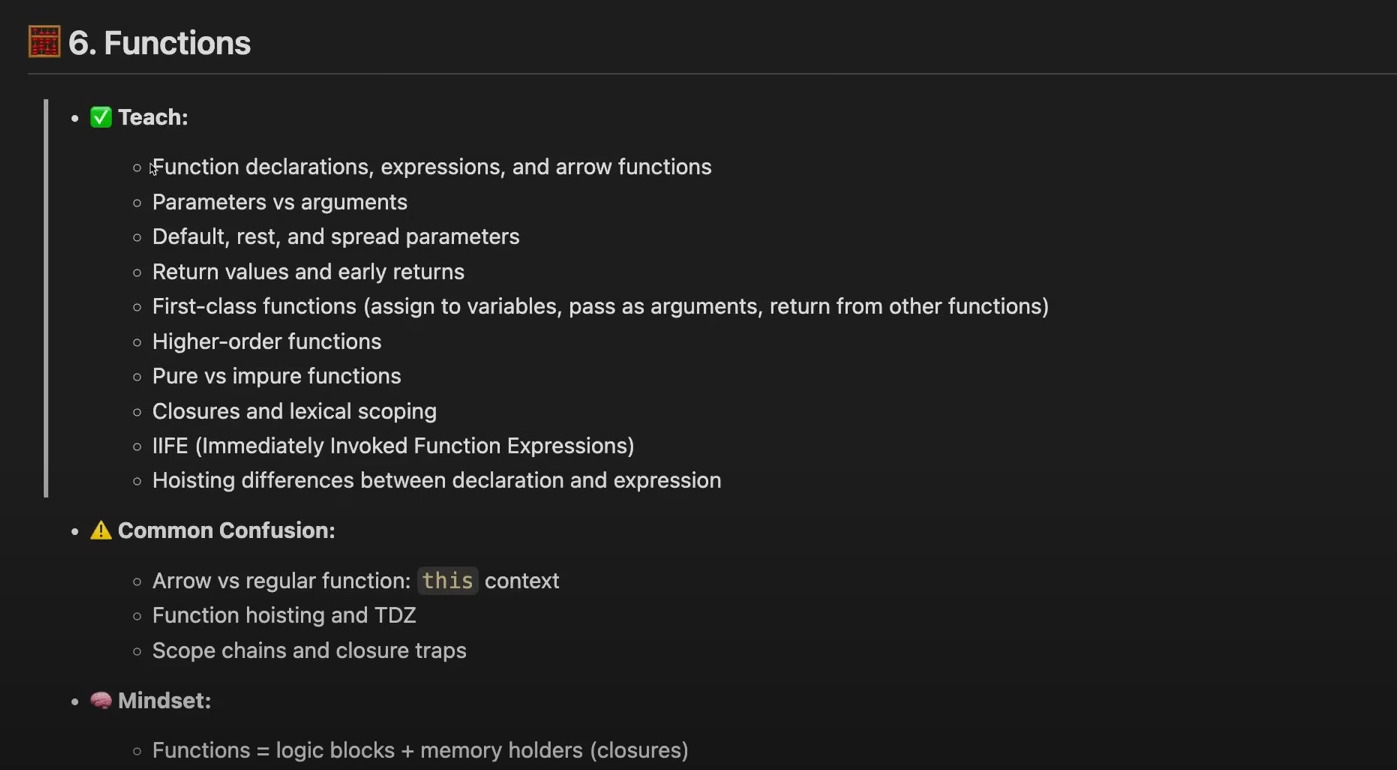 6. Functions
Teach:
Function declarations, expressions, and arrow functions
Parameters vs arguments
Default, rest, and spread parameters
Return values and early returns
First-class functions (assign to variables, pass as arguments, return from other functions)
Higher-order functions
Pure vs impure functions
Closures and lexical scoping
IIFE (Immediately Invoked Function Expressions)
Hoisting differences between declaration and expression
Common Confusion:
Arrow vs regular function: this context
Function hoisting and TDZ
Scope chains and closure traps
Mindset:
Functions = logic blocks + memory holders (closures)